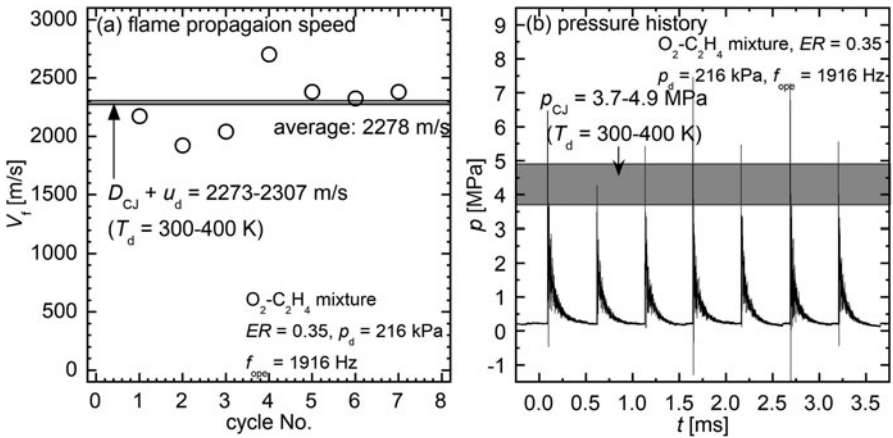 (a) flame propagaion speed
3000
2500
2000
1500
1000
500
0
V_f [m/s]
average: 2278 m/s
D_CJ + u_d = 2273-2307 m/s
(T_d = 300-400 K)
O_2-C_2H_4 mixture
ER = 0.35, p_d = 216 kPa
f_ope = 1916 Hz
0 1 2 3 4 5 6 7 8
cycle No.
(b) pressure history
O_2-C_2H_4 mixture, ER = 0.35
p_d = 216 kPa, f_ope = 1916 Hz
p_CJ = 3.7-4.9 MPa
(T_d = 300-400 K)
9
8
7
6
5
4
3
2
1
0
-1
p [MPa]
0.0 0.5 1.0 1.5 2.0 2.5 3.0 3.5
t [ms]